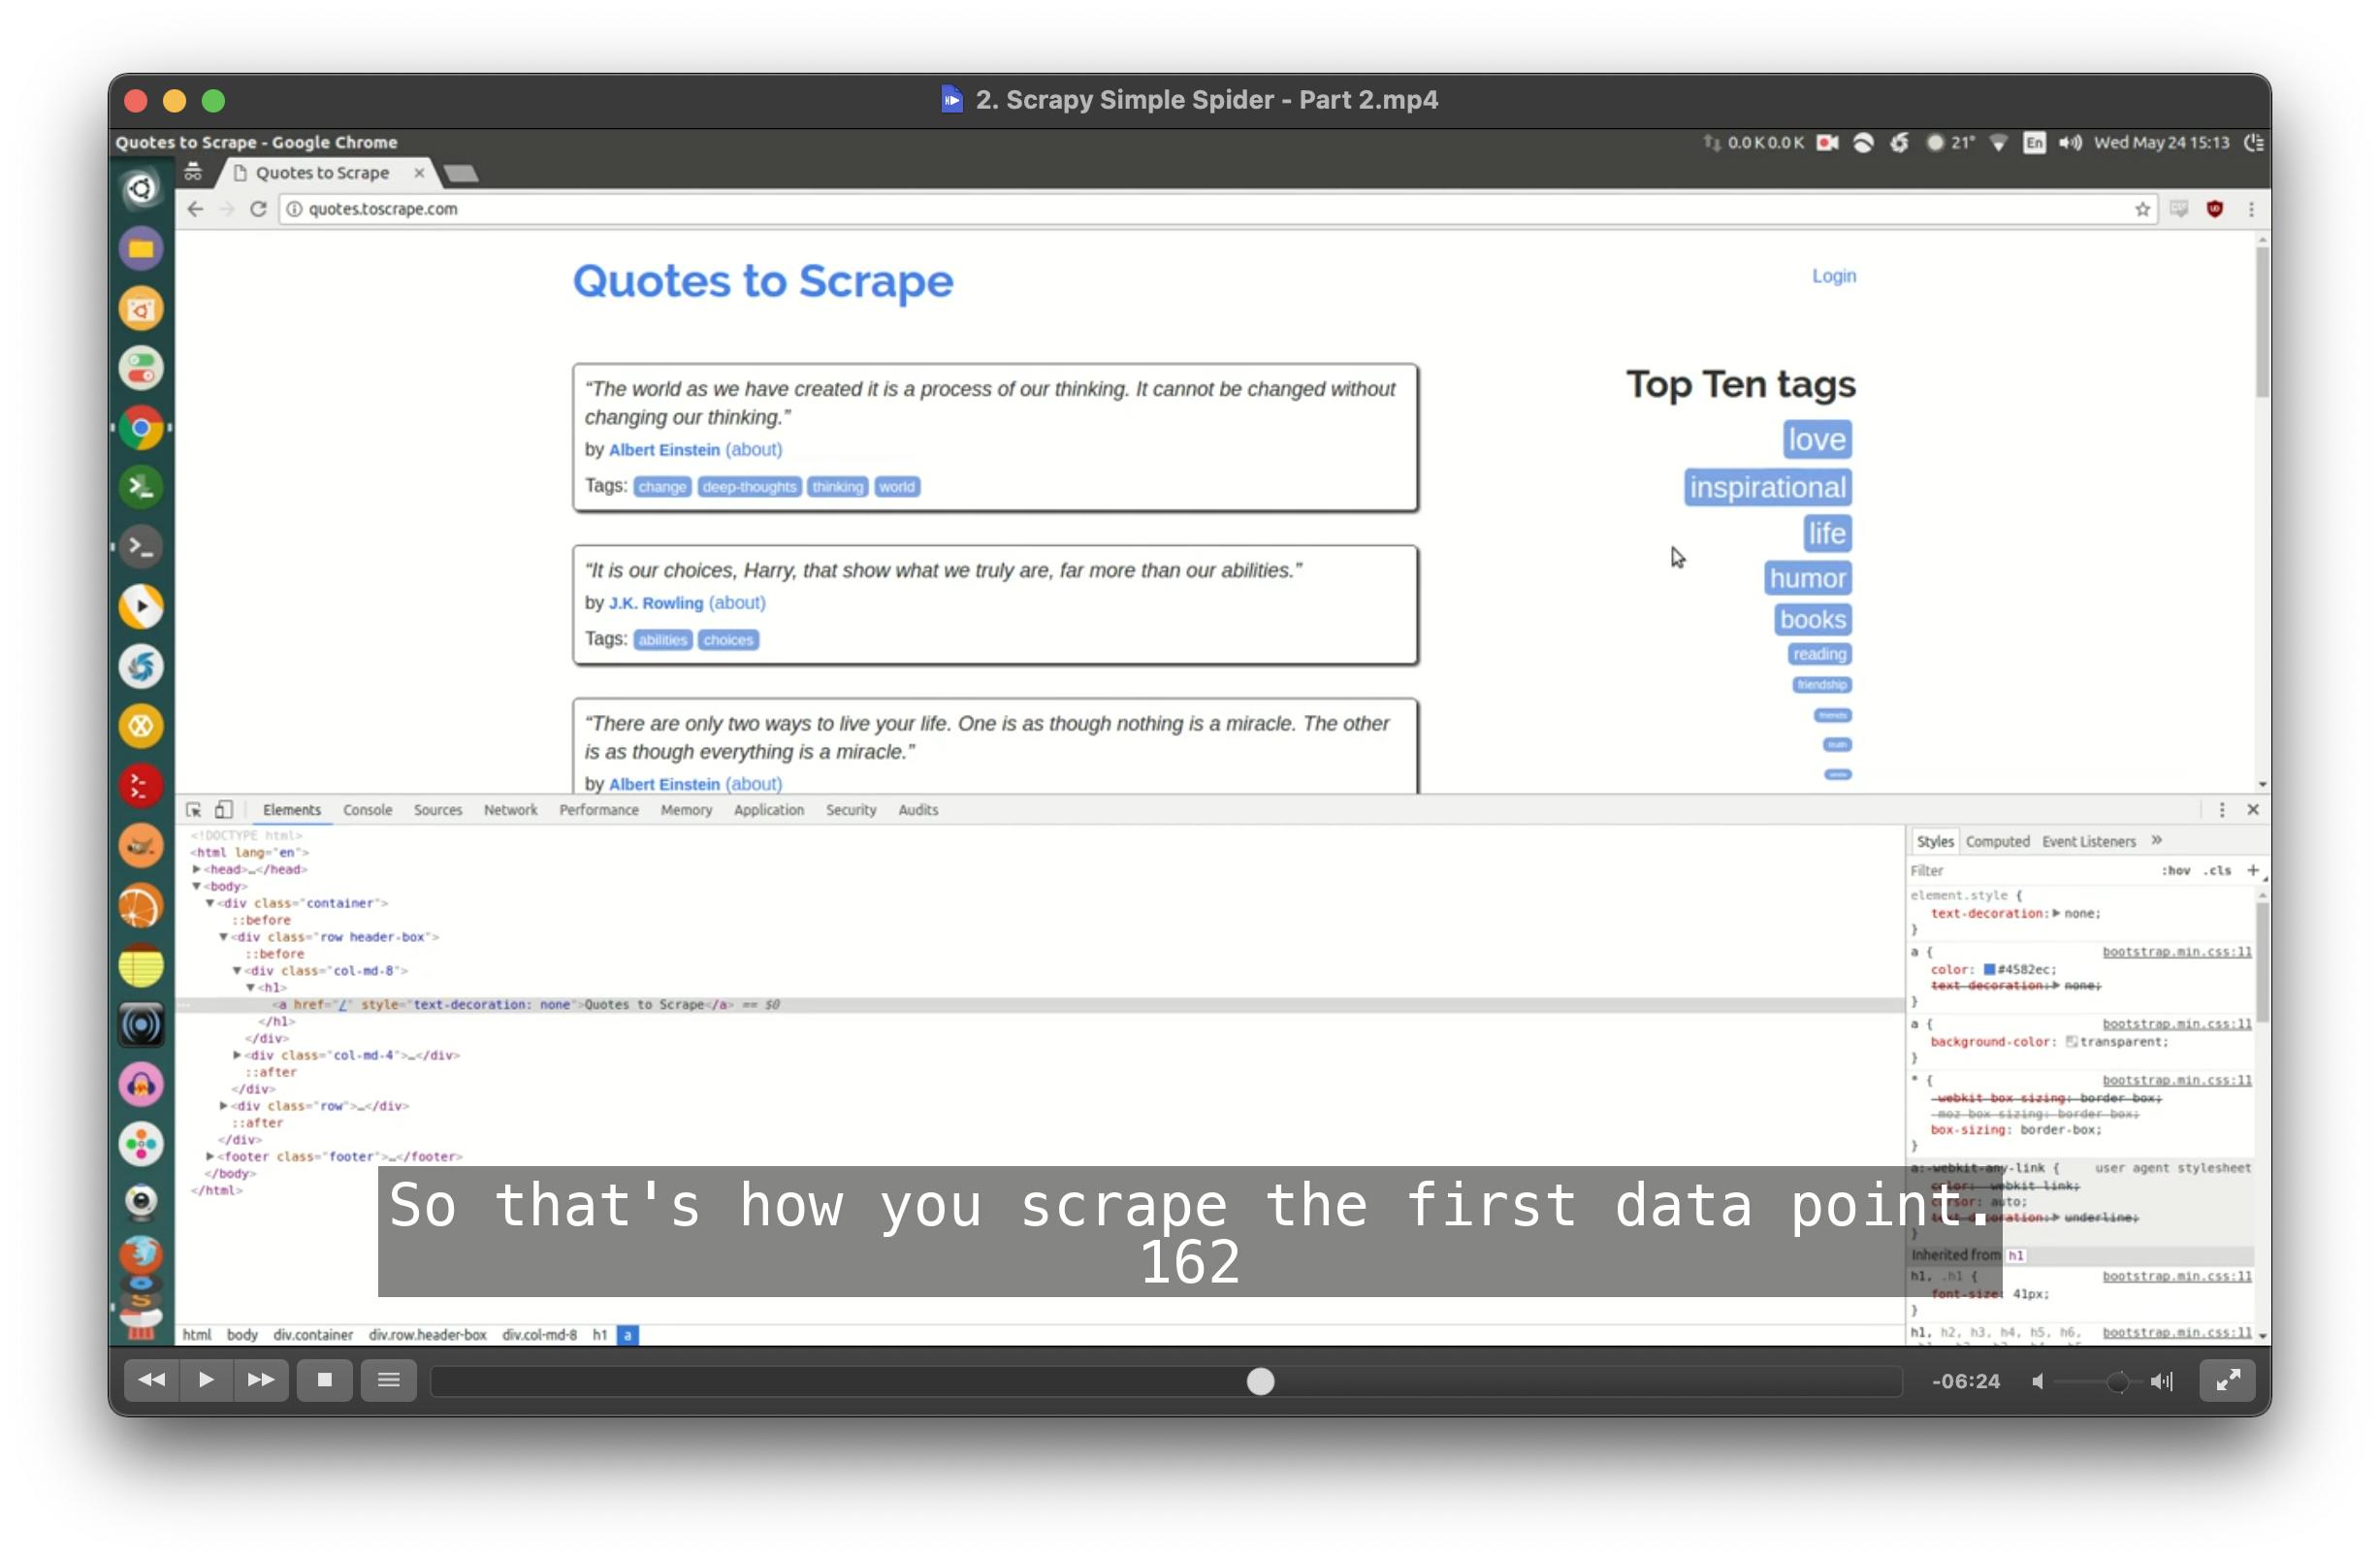 2. Scrapy Simple Spider - Part 2.mp4
Quotes to Scrape - Google Chrome
0.0 K 0.0 K
21°
En
Wed May 24 15:13
Quotes to Scrape
quotes.toscrape.com
Quotes to Scrape
Login
“The world as we have created it is a process of our thinking. It cannot be changed without
changing our thinking.”
by Albert Einstein (about)
Tags: change deep-thoughts thinking world
“It is our choices, Harry, that show what we truly are, far more than our abilities.”
by J.K. Rowling (about)
Tags: abilities choices
“There are only two ways to live your life. One is as though nothing is a miracle. The other
is as though everything is a miracle.”
by Albert Einstein (about)
Top Ten tags
love
inspirational
life
humor
books
reading
friendship
friends
truth
Elements Console Sources Network Performance Memory Application Security Audits
<!DOCTYPE html>
<html lang="en">
<head>…</head>
<body>
<div class="container">
::before
<div class="row header-box">
::before
<div class="col-md-8">
<h1>
<a href="/" style="text-decoration: none">Quotes to Scrape</a> == $0
</h1>
</div>
<div class="col-md-4">…</div>
::after
</div>
<div class="row">…</div>
::after
</div>
<footer class="footer">…</footer>
</body>
</html>
html body div.container div.row.header-box div.col-md-8 h1 a
Styles Computed Event Listeners »
Filter :hov .cls +
element.style {
text-decoration: none;
}
a { bootstrap.min.css:11
color: #4582ec;
text-decoration: none;
}
a { bootstrap.min.css:11
background-color: transparent;
}
* { bootstrap.min.css:11
-webkit-box-sizing: border-box;
-moz-box-sizing: border-box;
box-sizing: border-box;
}
a:-webkit-any-link { user agent stylesheet
color: -webkit-link;
cursor: auto;
text-decoration: underline;
}
Inherited from h1
h1, .h1 { bootstrap.min.css:11
font-size: 41px;
}
h1, h2, h3, h4, h5, h6, bootstrap.min.css:11
So that's how you scrape the first data point.
162
-06:24